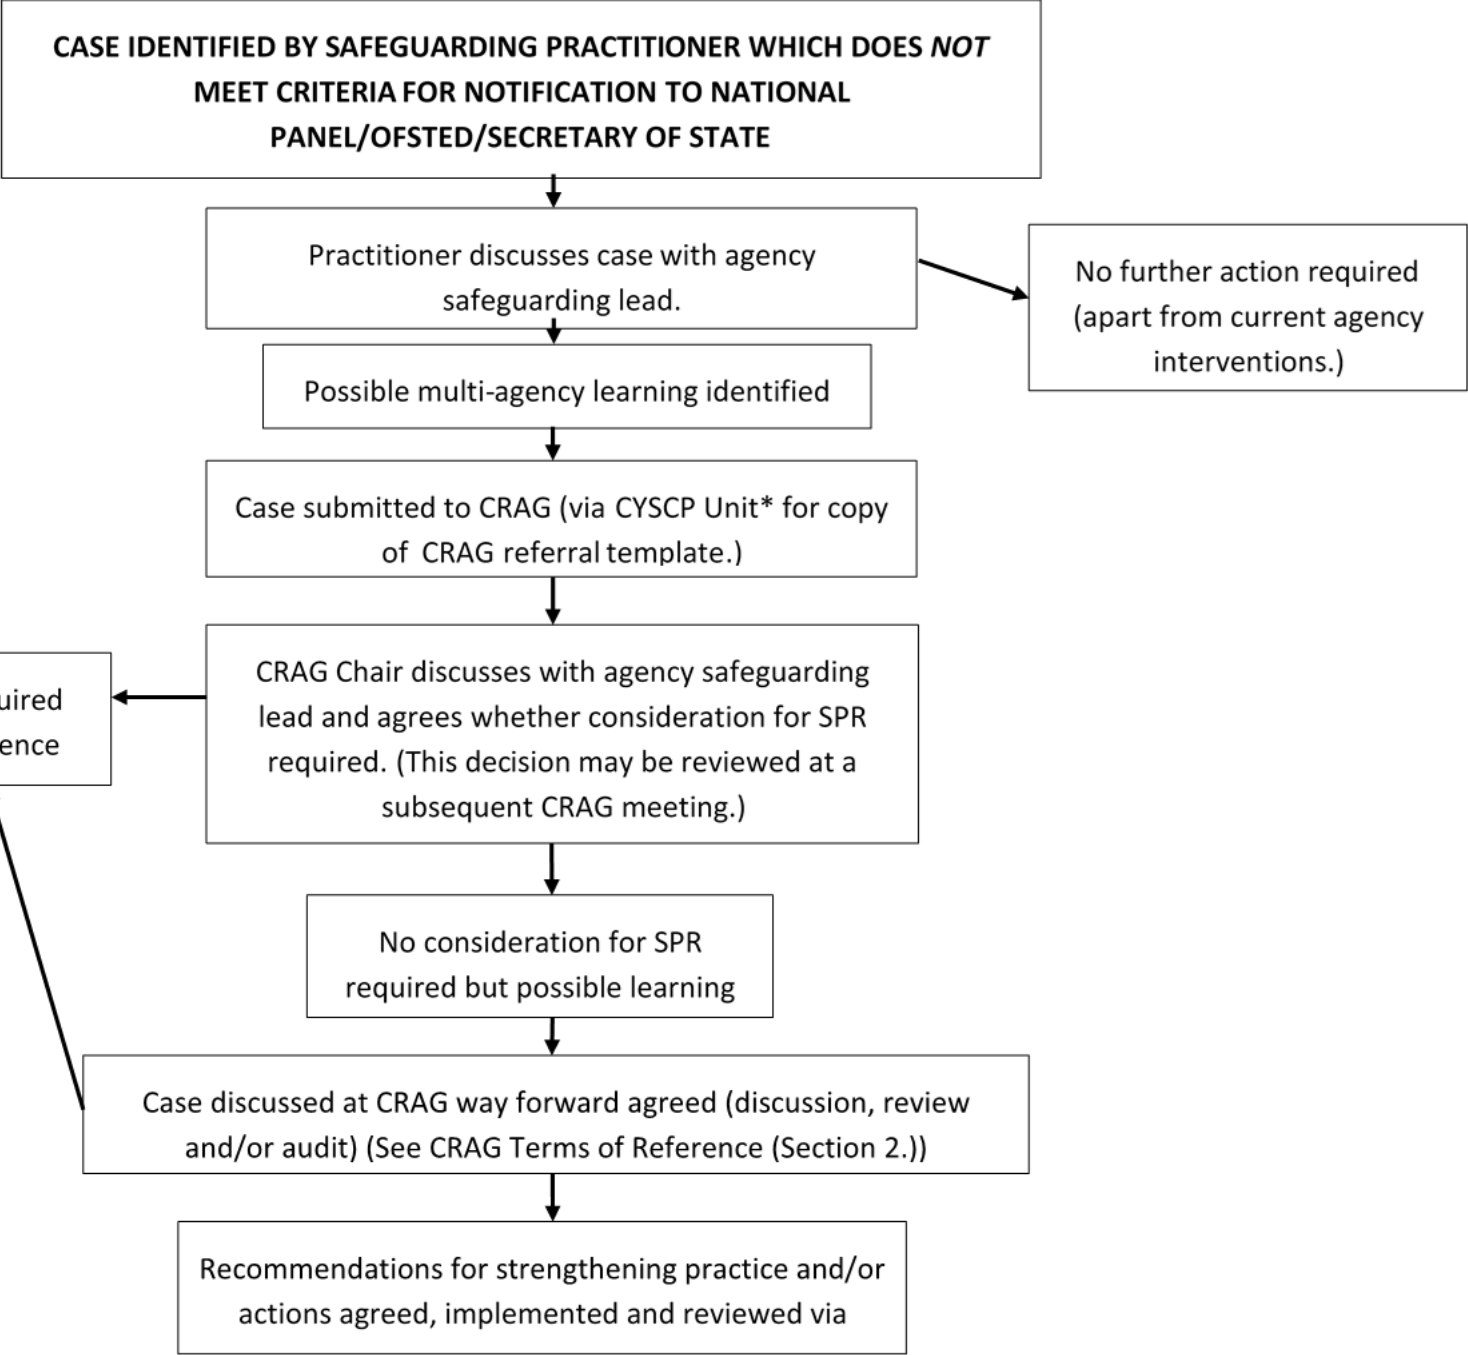 CASE IDENTIFIED BY SAFEGUARDING PRACTITIONER WHICH DOES NOT
MEET CRITERIA FOR NOTIFICATION TO NATIONAL
PANEL/OFSTED/SECRETARY OF STATE
Practitioner discusses case with agency
safeguarding lead.
No further action required
(apart from current agency
interventions.)
Possible multi-agency learning identified
Case submitted to CRAG (via CYSCP Unit* for copy
of CRAG referral template.)
CRAG Chair discusses with agency safeguarding
lead and agrees whether consideration for SPR
required. (This decision may be reviewed at a
subsequent CRAG meeting.)
uired
ence
No consideration for SPR
required but possible learning
Case discussed at CRAG way forward agreed (discussion, review
and/or audit) (See CRAG Terms of Reference (Section 2.))
Recommendations for strengthening practice and/or
actions agreed, implemented and reviewed via